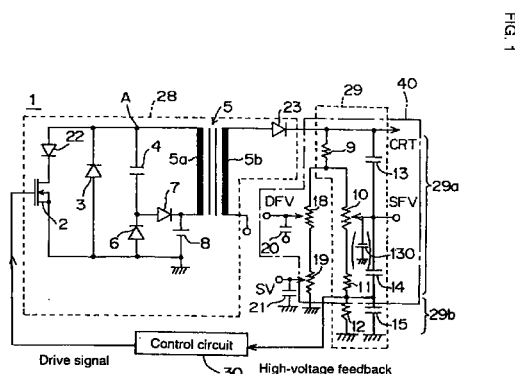 FIG. 1
40
29
1
A
28
5
23
22
9
CRT
4
13
5a
5b
29a
3
7
10
SFV
2
DFV
18
6
8
20
130
14
19
11
SV
21
12
15
29b
Control circuit
Drive signal
30
High-voltage feedback